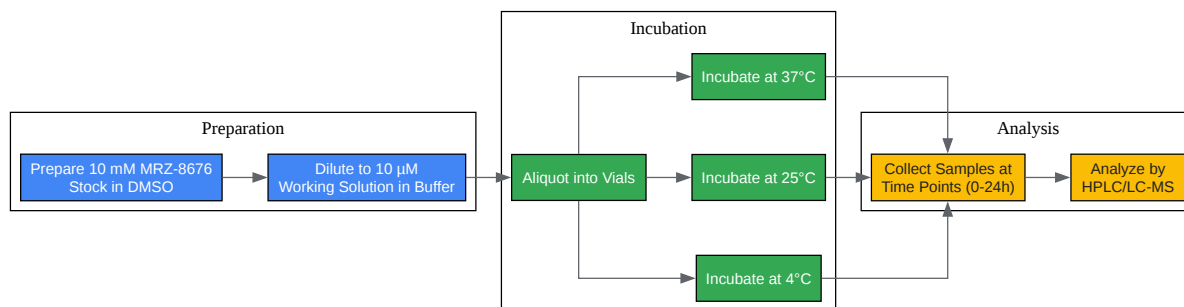 Preparation
Prepare 10 mM MRZ-8676
Stock in DMSO
Dilute to 10 µM
Working Solution in Buffer
Incubation
Aliquot into Vials
Incubate at 37°C
Incubate at 25°C
Incubate at 4°C
Analysis
Collect Samples at
Time Points (0-24h)
Analyze by
HPLC/LC-MS